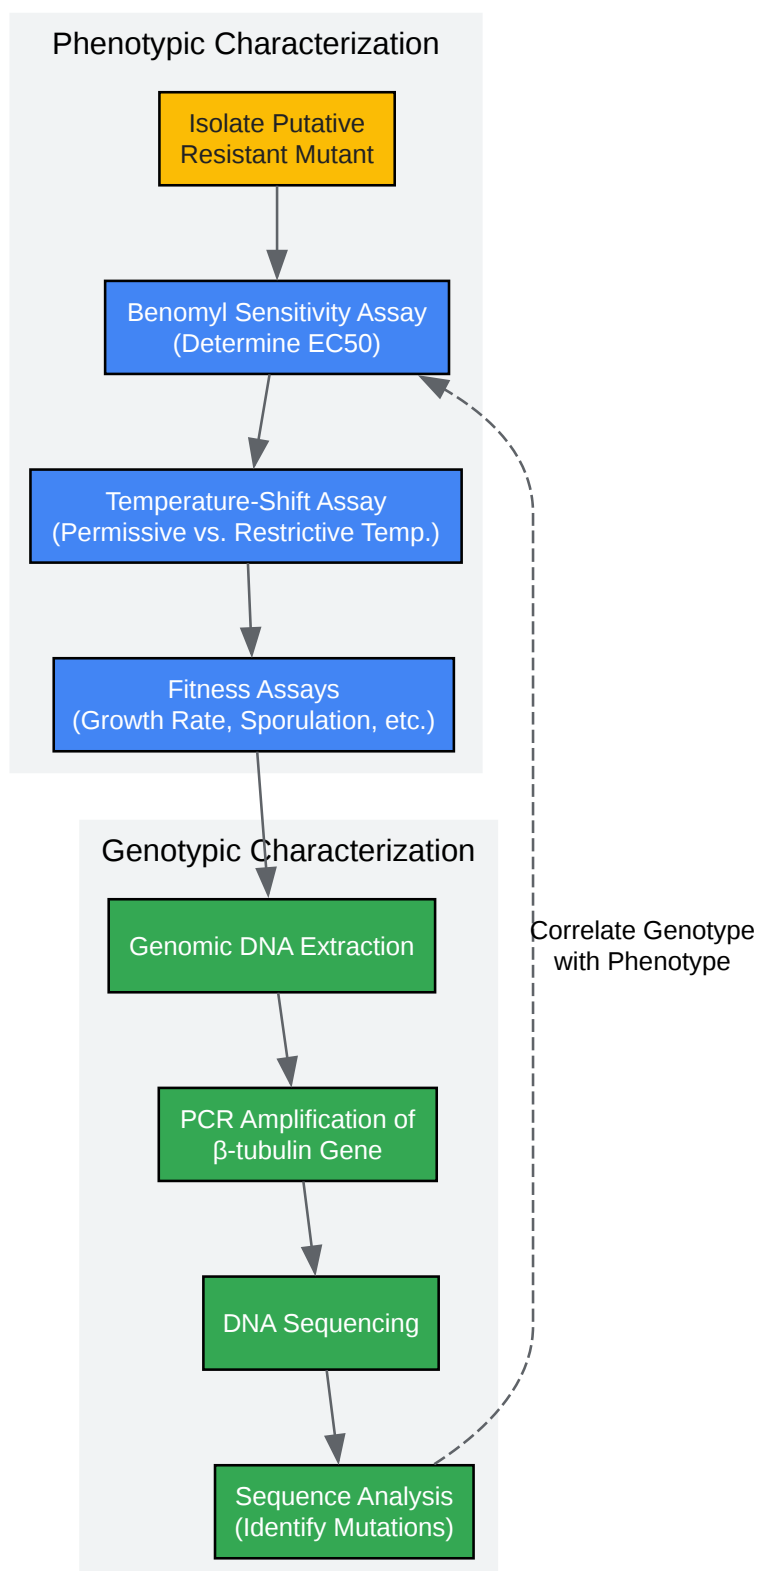 Phenotypic Characterization
Isolate Putative
Resistant Mutant
Benomyl Sensitivity Assay
(Determine EC50)
Temperature-Shift Assay
(Permissive vs. Restrictive Temp.)
Fitness Assays
(Growth Rate, Sporulation, etc.)
Genotypic Characterization
Genomic DNA Extraction
Correlate Genotype
with Phenotype
PCR Amplification of
β-tubulin Gene
DNA Sequencing
Sequence Analysis
(Identify Mutations)